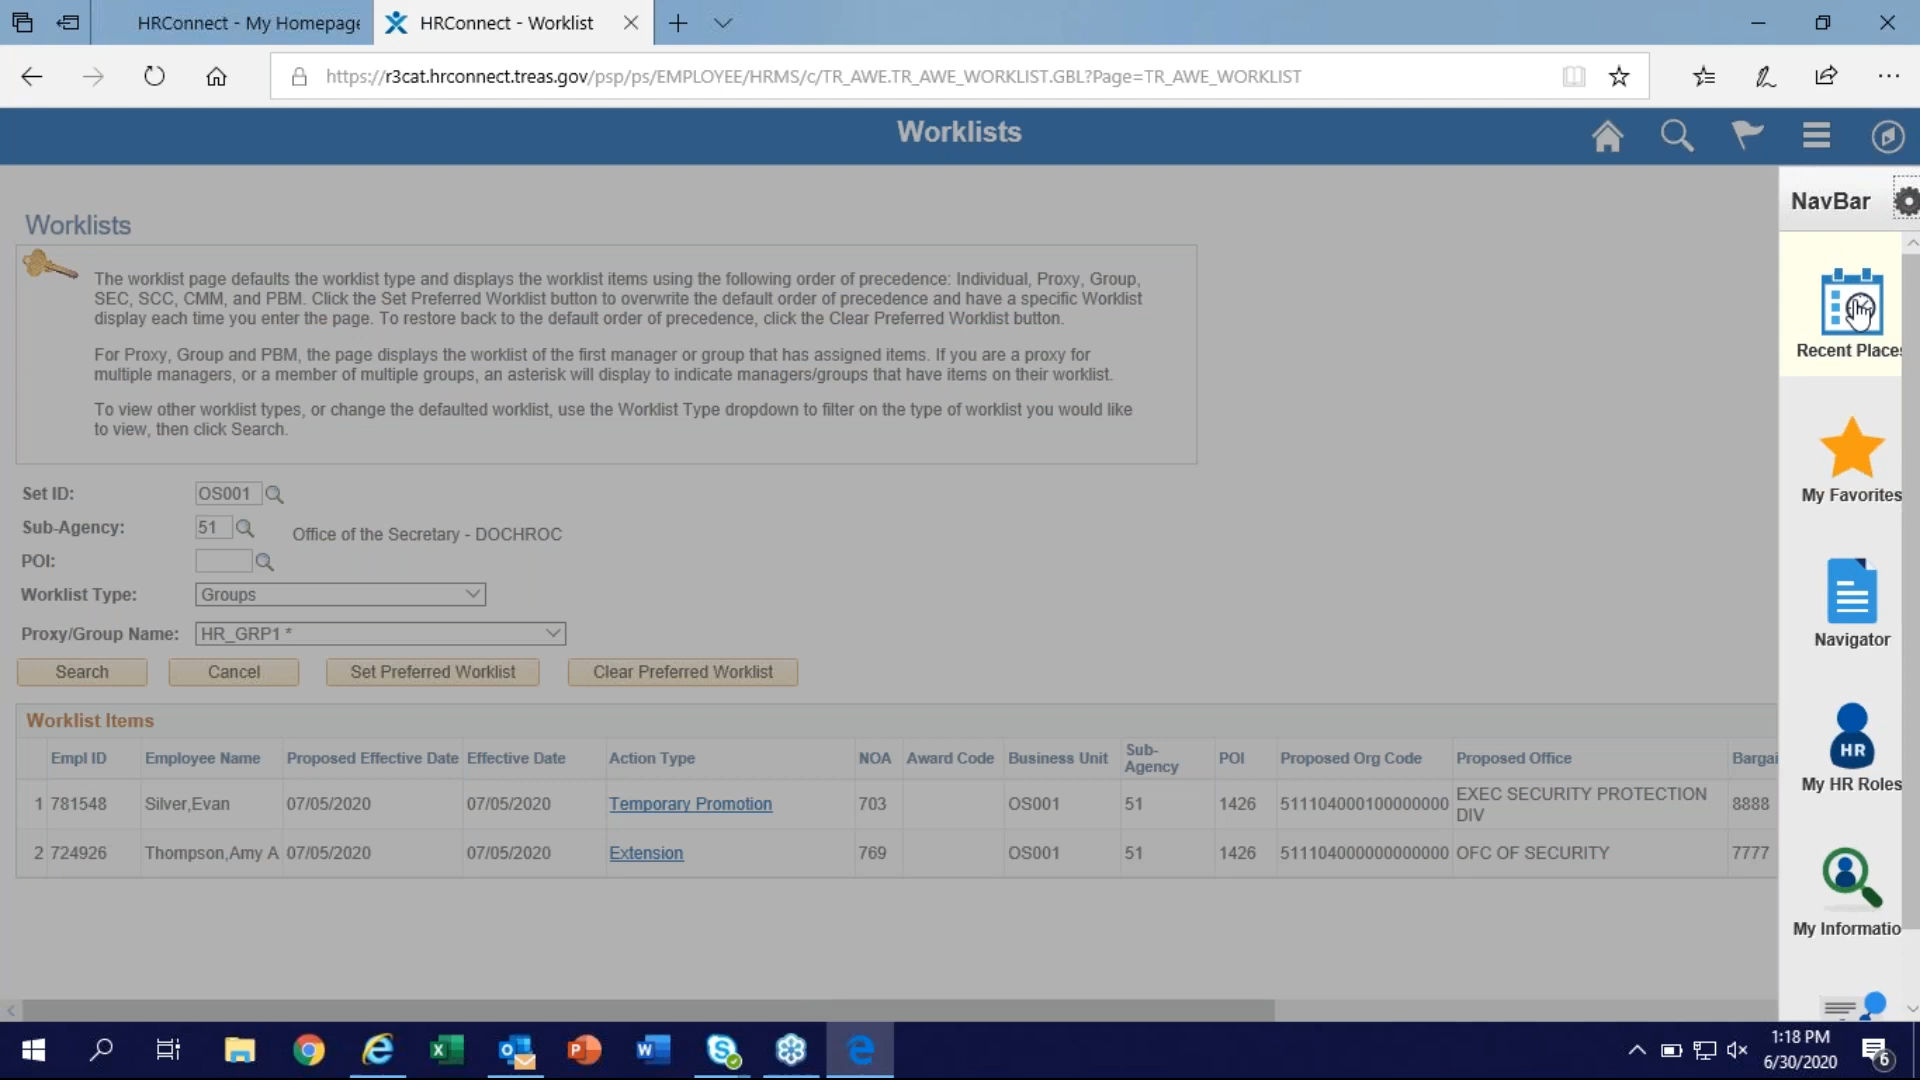 HRConnect - My Homepage
HRConnect - Worklist
https://r3cat.hrconnect.treas.gov/psp/ps/EMPLOYEE/HRMS/c/TR_AWE.TR_AWE_WORKLIST.GBL?Page=TR_AWE_WORKLIST
Worklists
NavBar
Worklists
The worklist page defaults the worklist type and displays the worklist items using the following order of precedence: Individual, Proxy, Group,
SEC, SCC, CMM, and PBM. Click the Set Preferred Worklist button to overwrite the default order of precedence and have a specific Worklist
display each time you enter the page. To restore back to the default order of precedence, click the Clear Preferred Worklist button.
For Proxy, Group and PBM, the page displays the worklist of the first manager or group that has assigned items. If you are a proxy for
multiple managers, or a member of multiple groups, an asterisk will display to indicate managers/groups that have items on their worklist.
To view other worklist types, or change the defaulted worklist, use the Worklist Type dropdown to filter on the type of worklist you would like
to view, then click Search.
Recent Places
My Favorites
Navigator
HR
My HR Roles
My Informatio
Set ID: OS001
Sub-Agency: 51 Office of the Secretary - DOCHROC
POI:
Worklist Type: Groups
Proxy/Group Name: HR_GRP1 *
Search Cancel Set Preferred Worklist Clear Preferred Worklist
Worklist Items
Empl ID Employee Name Proposed Effective Date Effective Date Action Type NOA Award Code Business Unit Sub-Agency POI Proposed Org Code Proposed Office Bargai
1 781548 Silver,Evan 07/05/2020 07/05/2020 Temporary Promotion 703 OS001 51 1426 511104000100000000 EXEC SECURITY PROTECTION DIV 8888
2 724926 Thompson,Amy A 07/05/2020 07/05/2020 Extension 769 OS001 51 1426 511104000000000000 OFC OF SECURITY 7777
1:18 PM
6/30/2020
6